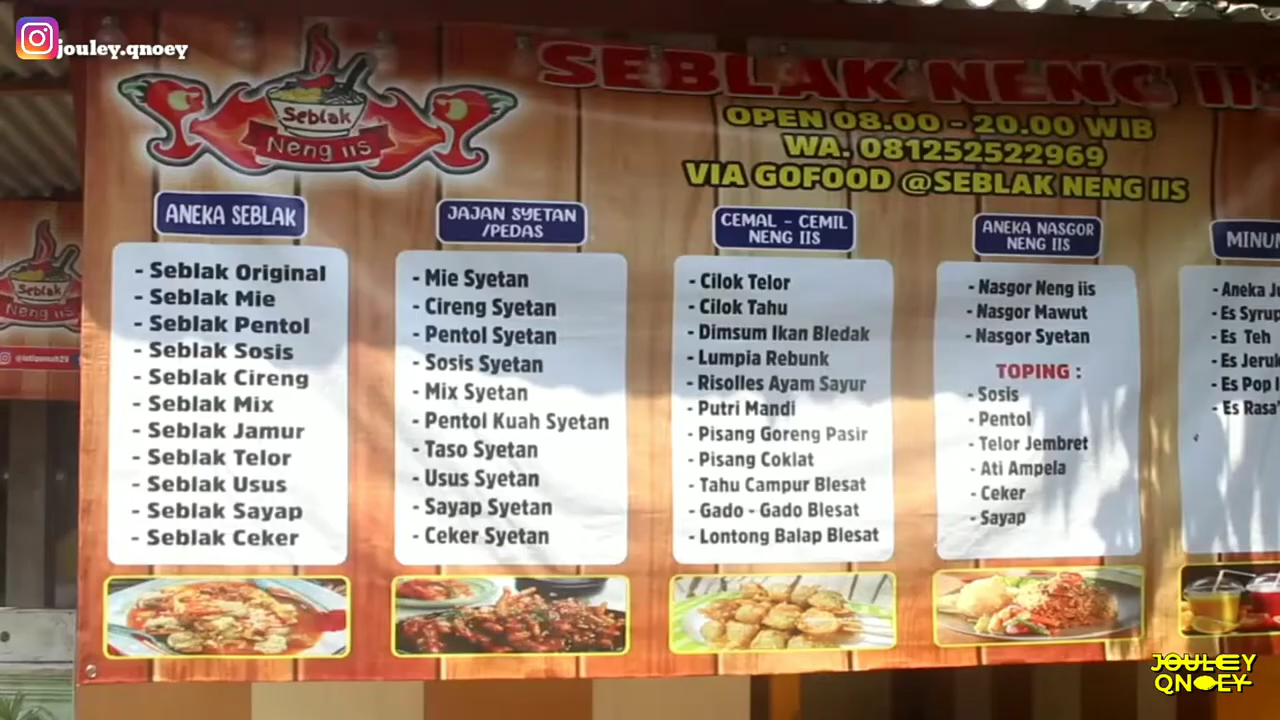 jouley.qnoey
Seblak
Neng iis
SEBLAK NENG IIS
OPEN 08.00 - 20.00 WIB
WA. 081252522969
VIA GOFOOD @SEBLAK NENG IIS
ANEKA SEBLAK
- Seblak Original
- Seblak Mie
- Seblak Pentol
- Seblak Sosis
- Seblak Cireng
- Seblak Mix
- Seblak Jamur
- Seblak Telor
- Seblak Usus
- Seblak Sayap
- Seblak Ceker
JAJAN SYETAN
/PEDAS
- Mie Syetan
- Cireng Syetan
- Pentol Syetan
- Sosis Syetan
- Mix Syetan
- Pentol Kuah Syetan
- Taso Syetan
- Usus Syetan
- Sayap Syetan
- Ceker Syetan
CEMAL - CEMIL
NENG IIS
- Cilok Telor
- Cilok Tahu
- Dimsum Ikan Bledak
- Lumpia Rebunk
- Risolles Ayam Sayur
- Putri Mandi
- Pisang Goreng Pasir
- Pisang Coklat
- Tahu Campur Blesat
- Gado - Gado Blesat
- Lontong Balap Blesat
ANEKA NASGOR
NENG IIS
- Nasgor Neng iis
- Nasgor Mawut
- Nasgor Syetan
TOPING :
- Sosis
- Pentol
- Telor Jembret
- Ati Ampela
- Ceker
- Sayap
MINUM
- Aneka Ju
- Es Syrup
- Es Teh
- Es Jeruk
- Es Pop
- Es Rasa
Seblak
Neng iis
JOULEY
QNOEY